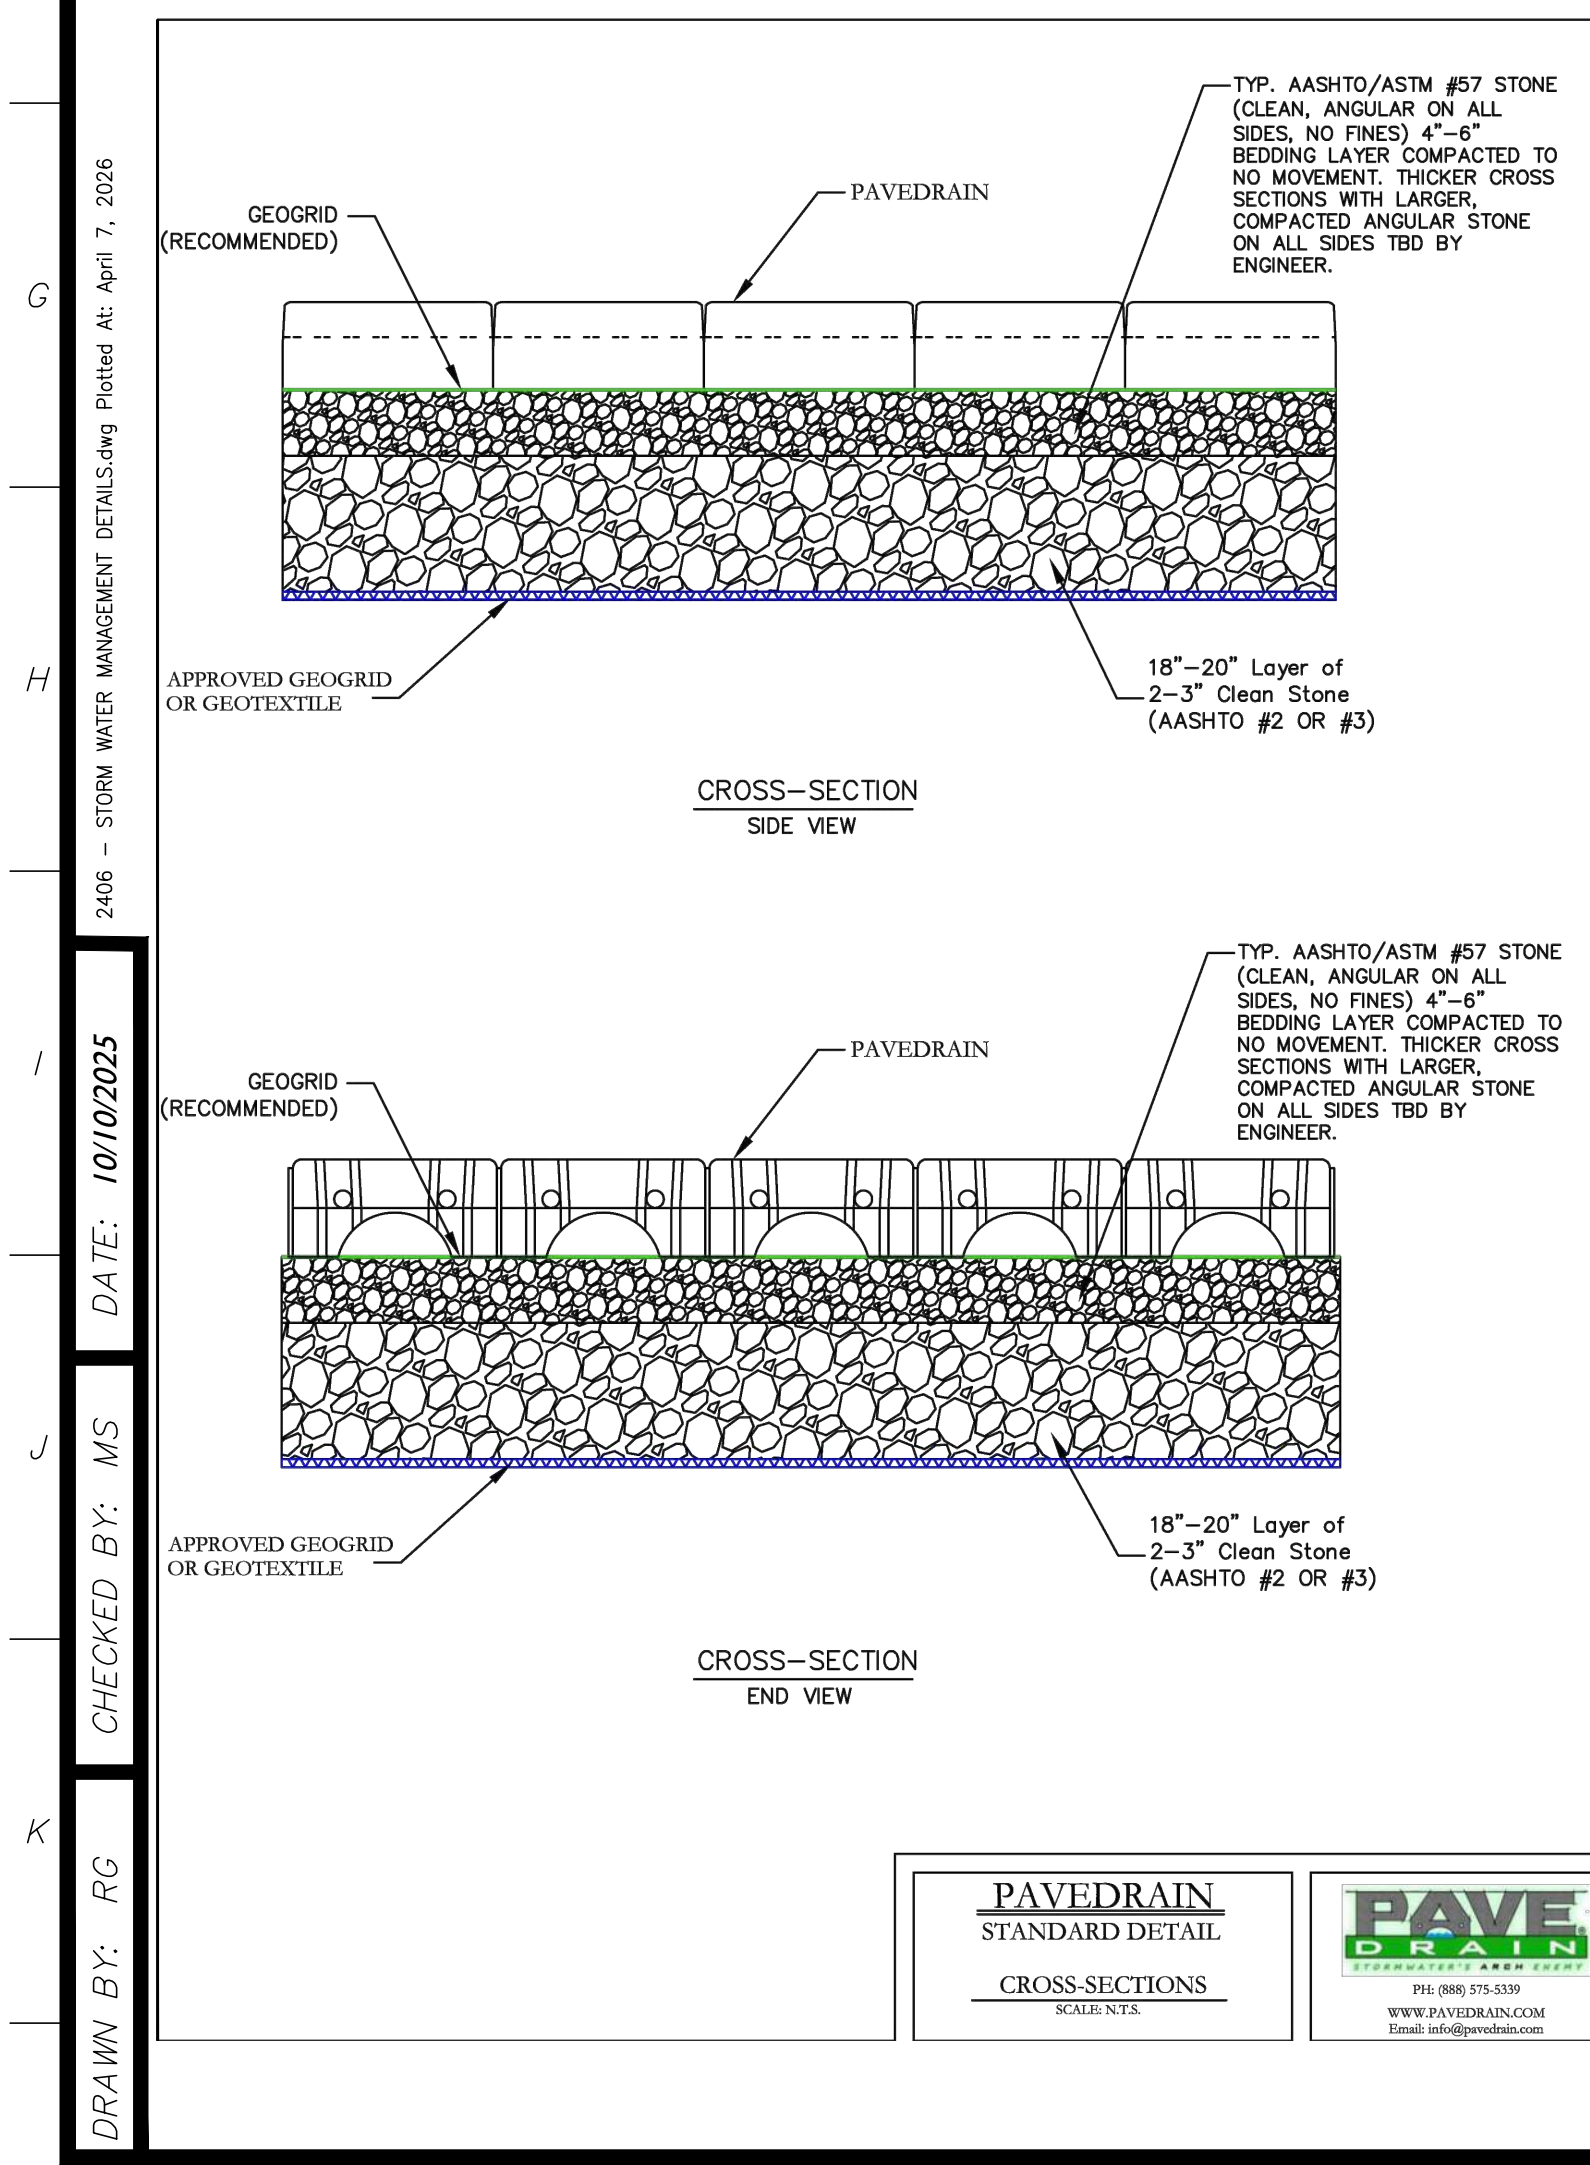 TYP. AASHTO/ASTM #57 STONE
(CLEAN, ANGULAR ON ALL
SIDES, NO FINES) 4"–6"
BEDDING LAYER COMPACTED TO
NO MOVEMENT. THICKER CROSS
SECTIONS WITH LARGER,
COMPACTED ANGULAR STONE
ON ALL SIDES TBD BY
ENGINEER.
PAVEDRAIN
GEOGRID
(RECOMMENDED)
APPROVED GEOGRID
OR GEOTEXTILE
18"–20" Layer of
2–3" Clean Stone
(AASHTO #2 OR #3)
CROSS–SECTION
SIDE VIEW
TYP. AASHTO/ASTM #57 STONE
(CLEAN, ANGULAR ON ALL
SIDES, NO FINES) 4"–6"
BEDDING LAYER COMPACTED TO
NO MOVEMENT. THICKER CROSS
SECTIONS WITH LARGER,
COMPACTED ANGULAR STONE
ON ALL SIDES TBD BY
ENGINEER.
PAVEDRAIN
GEOGRID
(RECOMMENDED)
APPROVED GEOGRID
OR GEOTEXTILE
18"–20" Layer of
2–3" Clean Stone
(AASHTO #2 OR #3)
CROSS–SECTION
END VIEW
PAVEDRAIN
STANDARD DETAIL
CROSS-SECTIONS
SCALE: N.T.S.
PAVE
DRAIN
STORMWATER'S ARCH ENEMY
PH: (888) 575-5339
WWW.PAVEDRAIN.COM
Email: info@pavedrain.com
2406 – STORM WATER MANAGEMENT DETAILS.dwg Plotted At: April 7, 2026
DATE: 10/10/2025
CHECKED BY: MS
DRAWN BY: RG
G
H
I
J
K